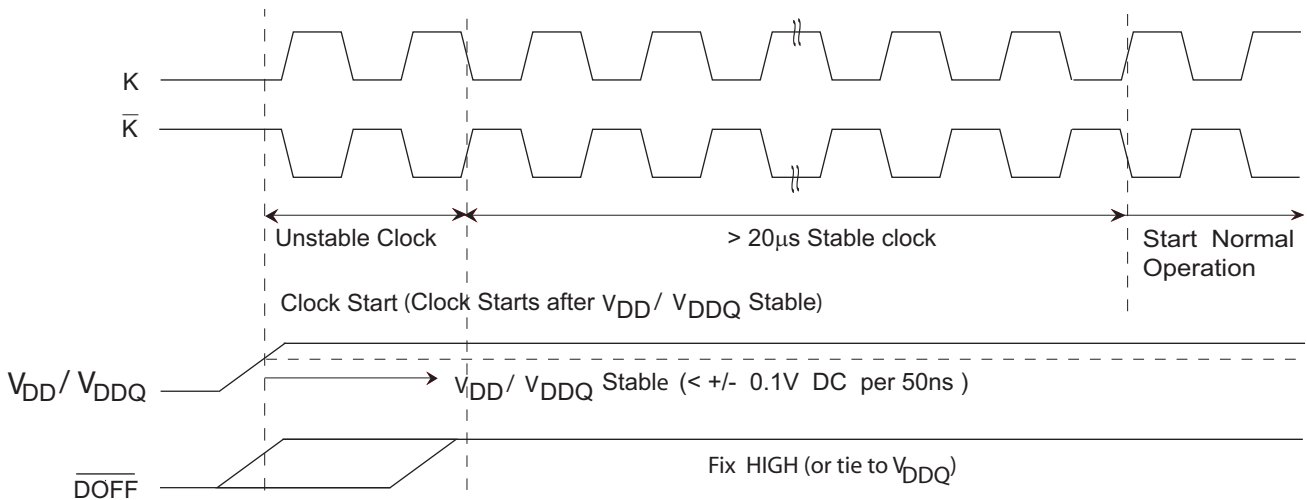 K
K̅
Unstable Clock
> 20µs Stable clock
Start Normal
Operation
Clock Start (Clock Starts after VDD / VDDQ Stable)
VDD / VDDQ
VDD / VDDQ Stable (< +/- 0.1V DC per 50ns )
D̅O̅F̅F̅
Fix HIGH (or tie to VDDQ)